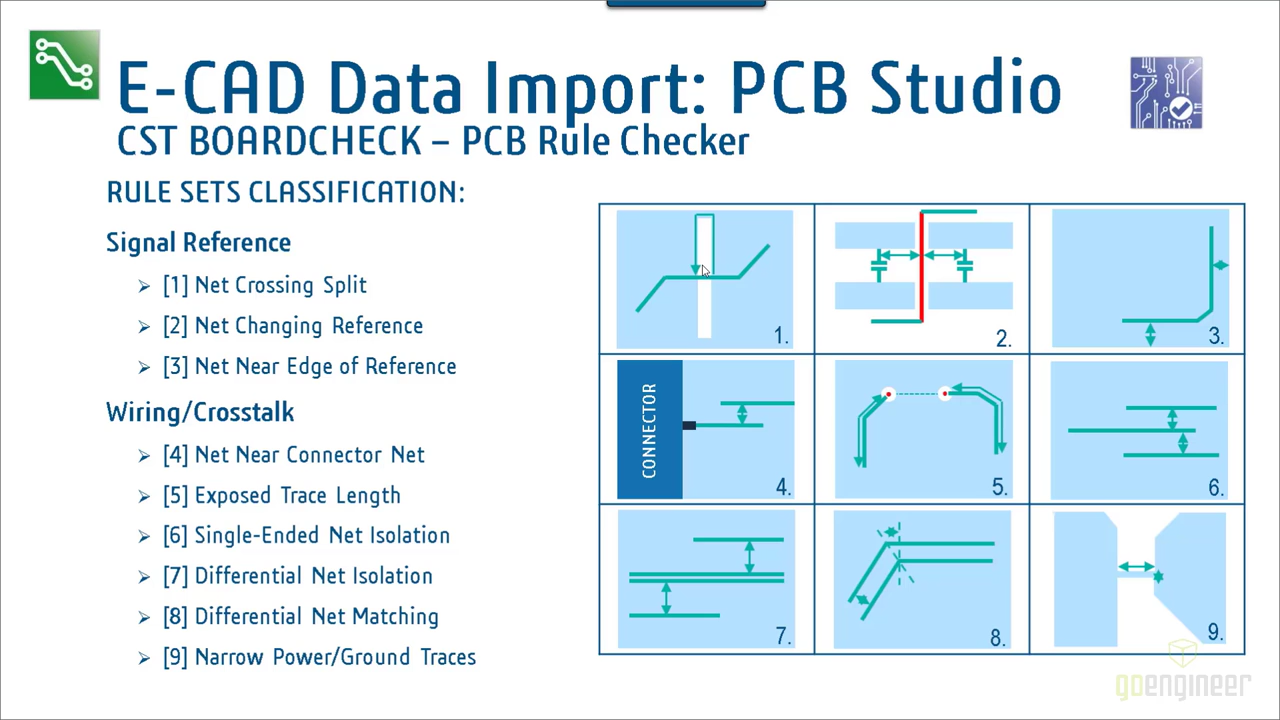 E-CAD Data Import: PCB Studio
CST BOARDCHECK – PCB Rule Checker
RULE SETS CLASSIFICATION:
Signal Reference
[1] Net Crossing Split
[2] Net Changing Reference
[3] Net Near Edge of Reference
Wiring/Crosstalk
[4] Net Near Connector Net
[5] Exposed Trace Length
[6] Single-Ended Net Isolation
[7] Differential Net Isolation
[8] Differential Net Matching
[9] Narrow Power/Ground Traces
1.
2.
3.
CONNECTOR
4.
5.
6.
7.
8.
9.
goengineer